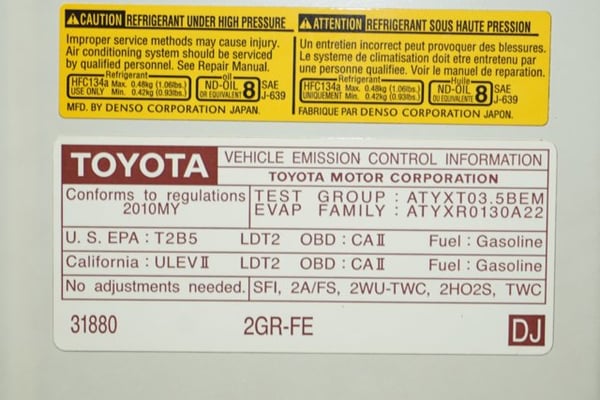 CAUTION REFRIGERANT UNDER HIGH PRESSURE
Improper service methods may cause injury.
Air conditioning system should be serviced
by qualified personnel. See Repair Manual.
Refrigerant
HFC134a Max. 0.48kg (1.06lbs.)
USE ONLY Min. 0.42kg (0.93lbs.)
oil
ND-OIL 8
OR EQUIVALENT
SAE
J-639
MFD. BY DENSO CORPORATION JAPAN.
ATTENTION REFRIGERANT SOUS HAUTE PRESSION
Un entretien incorrect peut provoquer des blessures.
Le systeme de climatisation doit etre entretenu par
une personne qualifiee. Voir le manuel de reparation.
Refrigerant
HFC134a Max. 0.48kg (1.06lbs.)
UNIQUEMENT Min. 0.42kg (0.93lbs.)
Huile
ND-OIL 8
OU EQUIVALENTE
SAE
J-639
FABRIQUE PAR DENSO CORPORATION JAPON.
TOYOTA
VEHICLE EMISSION CONTROL INFORMATION
TOYOTA MOTOR CORPORATION
Conforms to regulations
2010MY
TEST GROUP : ATYXT03.5BEM
EVAP FAMILY : ATYXR0130A22
U. S. EPA : T2B5 LDT2 OBD : CAⅡ Fuel : Gasoline
California : ULEVⅡ LDT2 OBD : CAⅡ Fuel : Gasoline
No adjustments needed. SFI, 2A/FS, 2WU-TWC, 2HO2S, TWC
31880 2GR-FE DJ